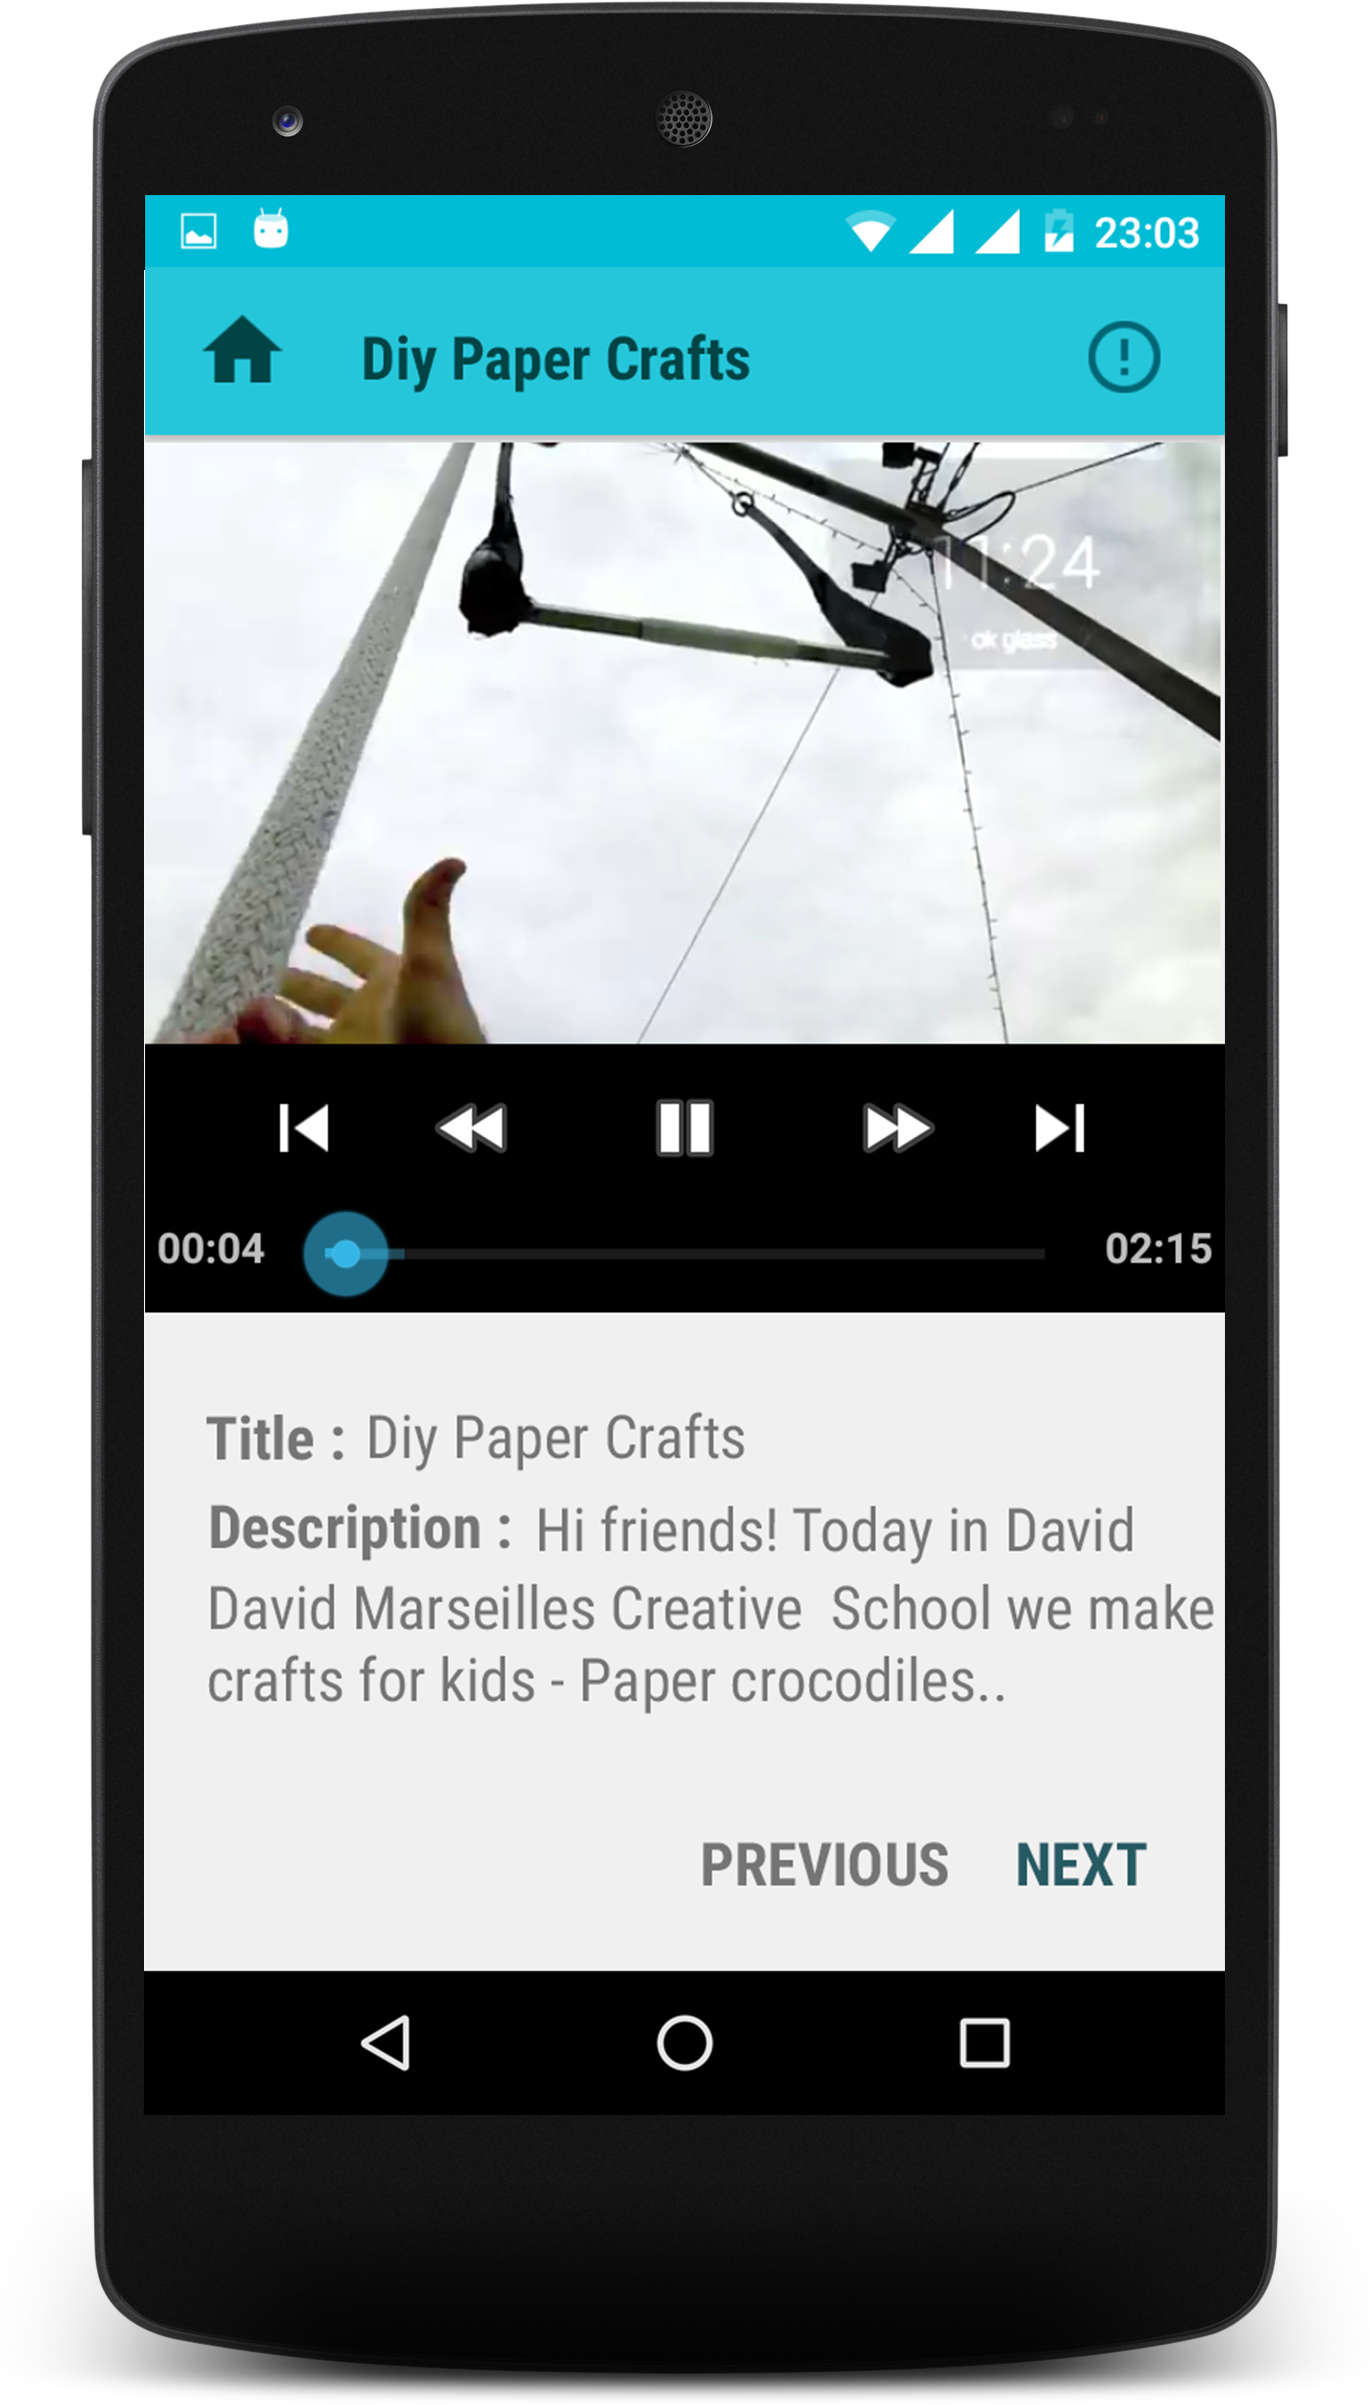 23:03
Diy Paper Crafts
11:24
ok glass
00:04
02:15
Title : Diy Paper Crafts
Description : Hi friends! Today in David
David Marseilles Creative School we make
crafts for kids - Paper crocodiles..
PREVIOUS NEXT